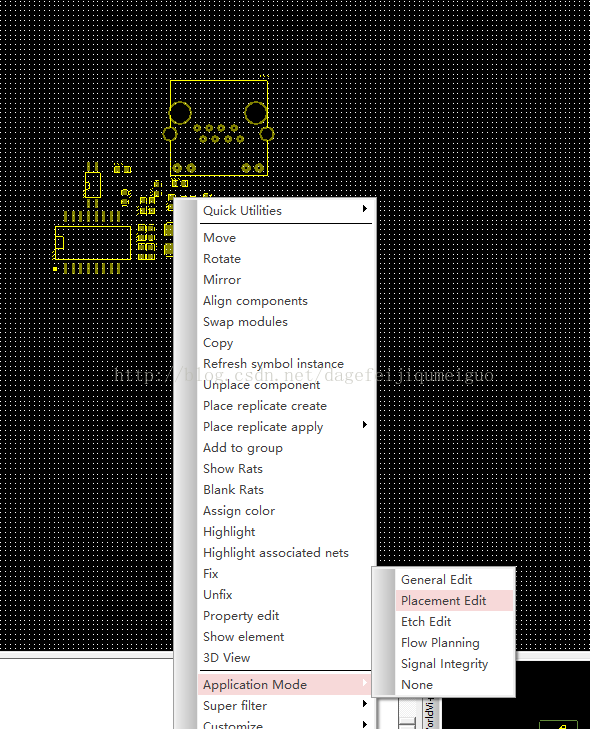 Quick Utilities
Move
Rotate
Mirror
Align components
Swap modules
Copy
Refresh symbol instance
http://blog.csdn.net/dagefeijiqumeiguo
Unplace component
Place replicate create
Place replicate apply
Add to group
Show Rats
Blank Rats
Assign color
Highlight
Highlight associated nets
Fix
Unfix
Property edit
Show element
3D View
Application Mode
Super filter
Customize
General Edit
Placement Edit
Etch Edit
Flow Planning
Signal Integrity
None